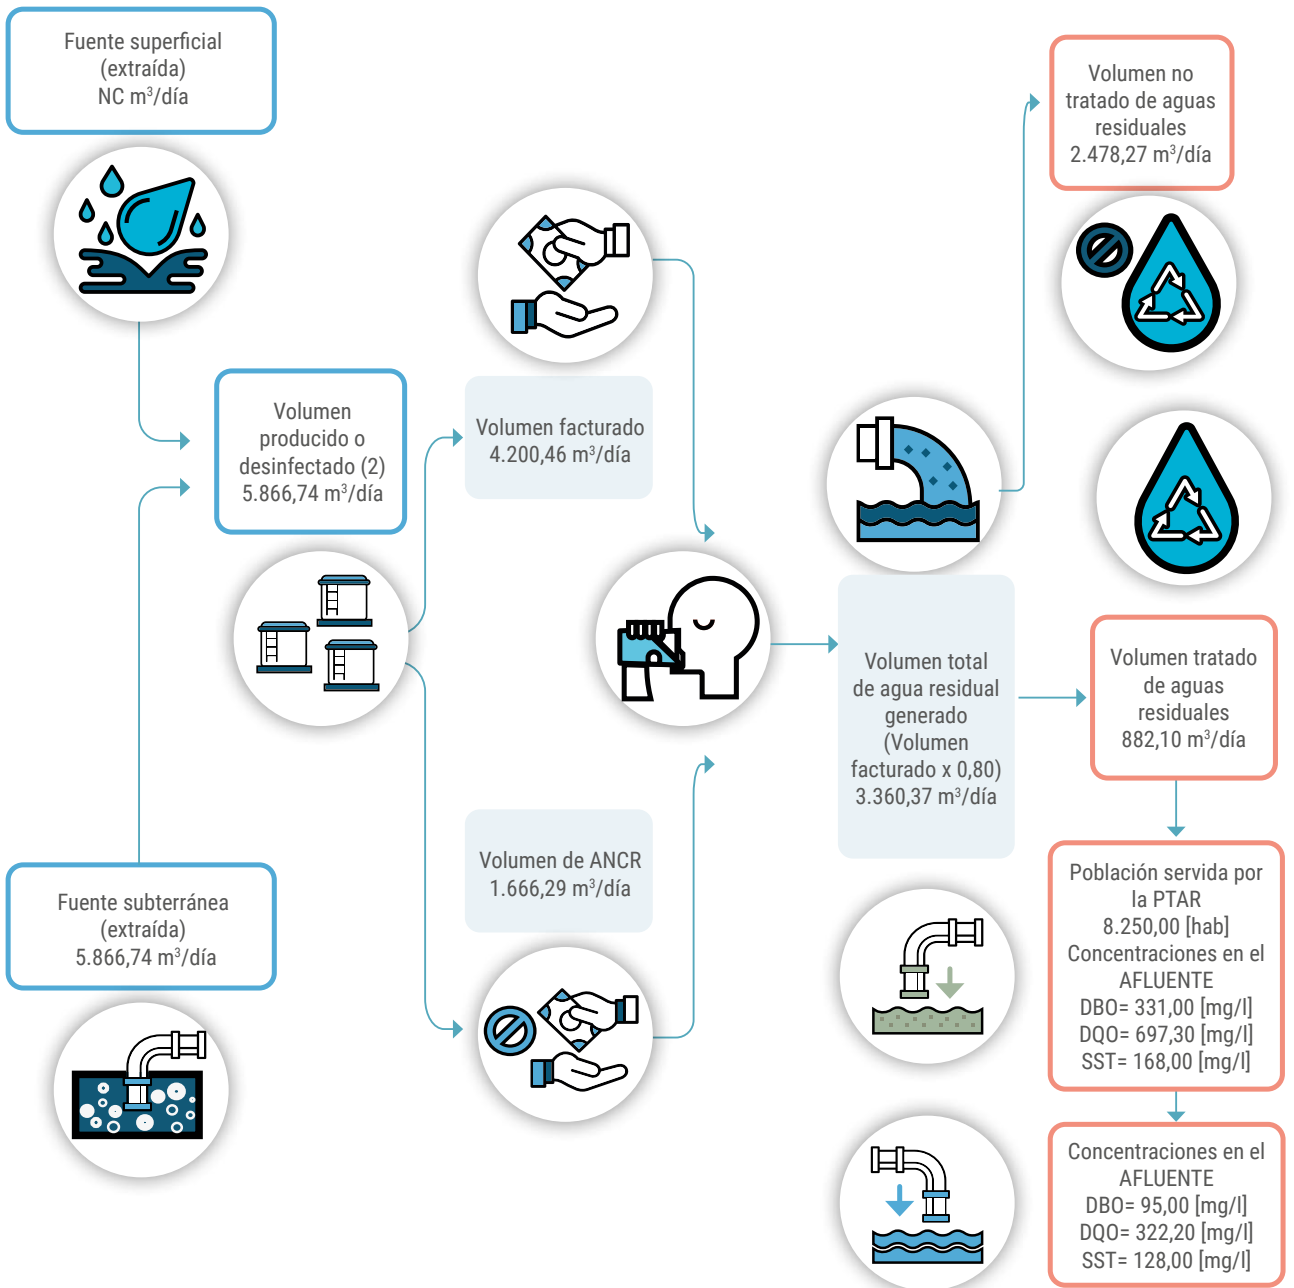 Fuente superficial
(extraída)
NC m³/día
Fuente subterránea
(extraída)
5.866,74 m³/día
Volumen
producido o
desinfectado (2)
5.866,74 m³/día
Volumen facturado
4.200,46 m³/día
Volumen de ANCR
1.666,29 m³/día
Volumen total
de agua residual
generado
(Volumen
facturado x 0,80)
3.360,37 m³/día
Volumen no
tratado de aguas
residuales
2.478,27 m³/día
Volumen tratado
de aguas
residuales
882,10 m³/día
Población servida por
la PTAR
8.250,00 [hab]
Concentraciones en el
AFLUENTE
DBO= 331,00 [mg/l]
DQO= 697,30 [mg/l]
SST= 168,00 [mg/l]
Concentraciones en el
AFLUENTE
DBO= 95,00 [mg/l]
DQO= 322,20 [mg/l]
SST= 128,00 [mg/l]